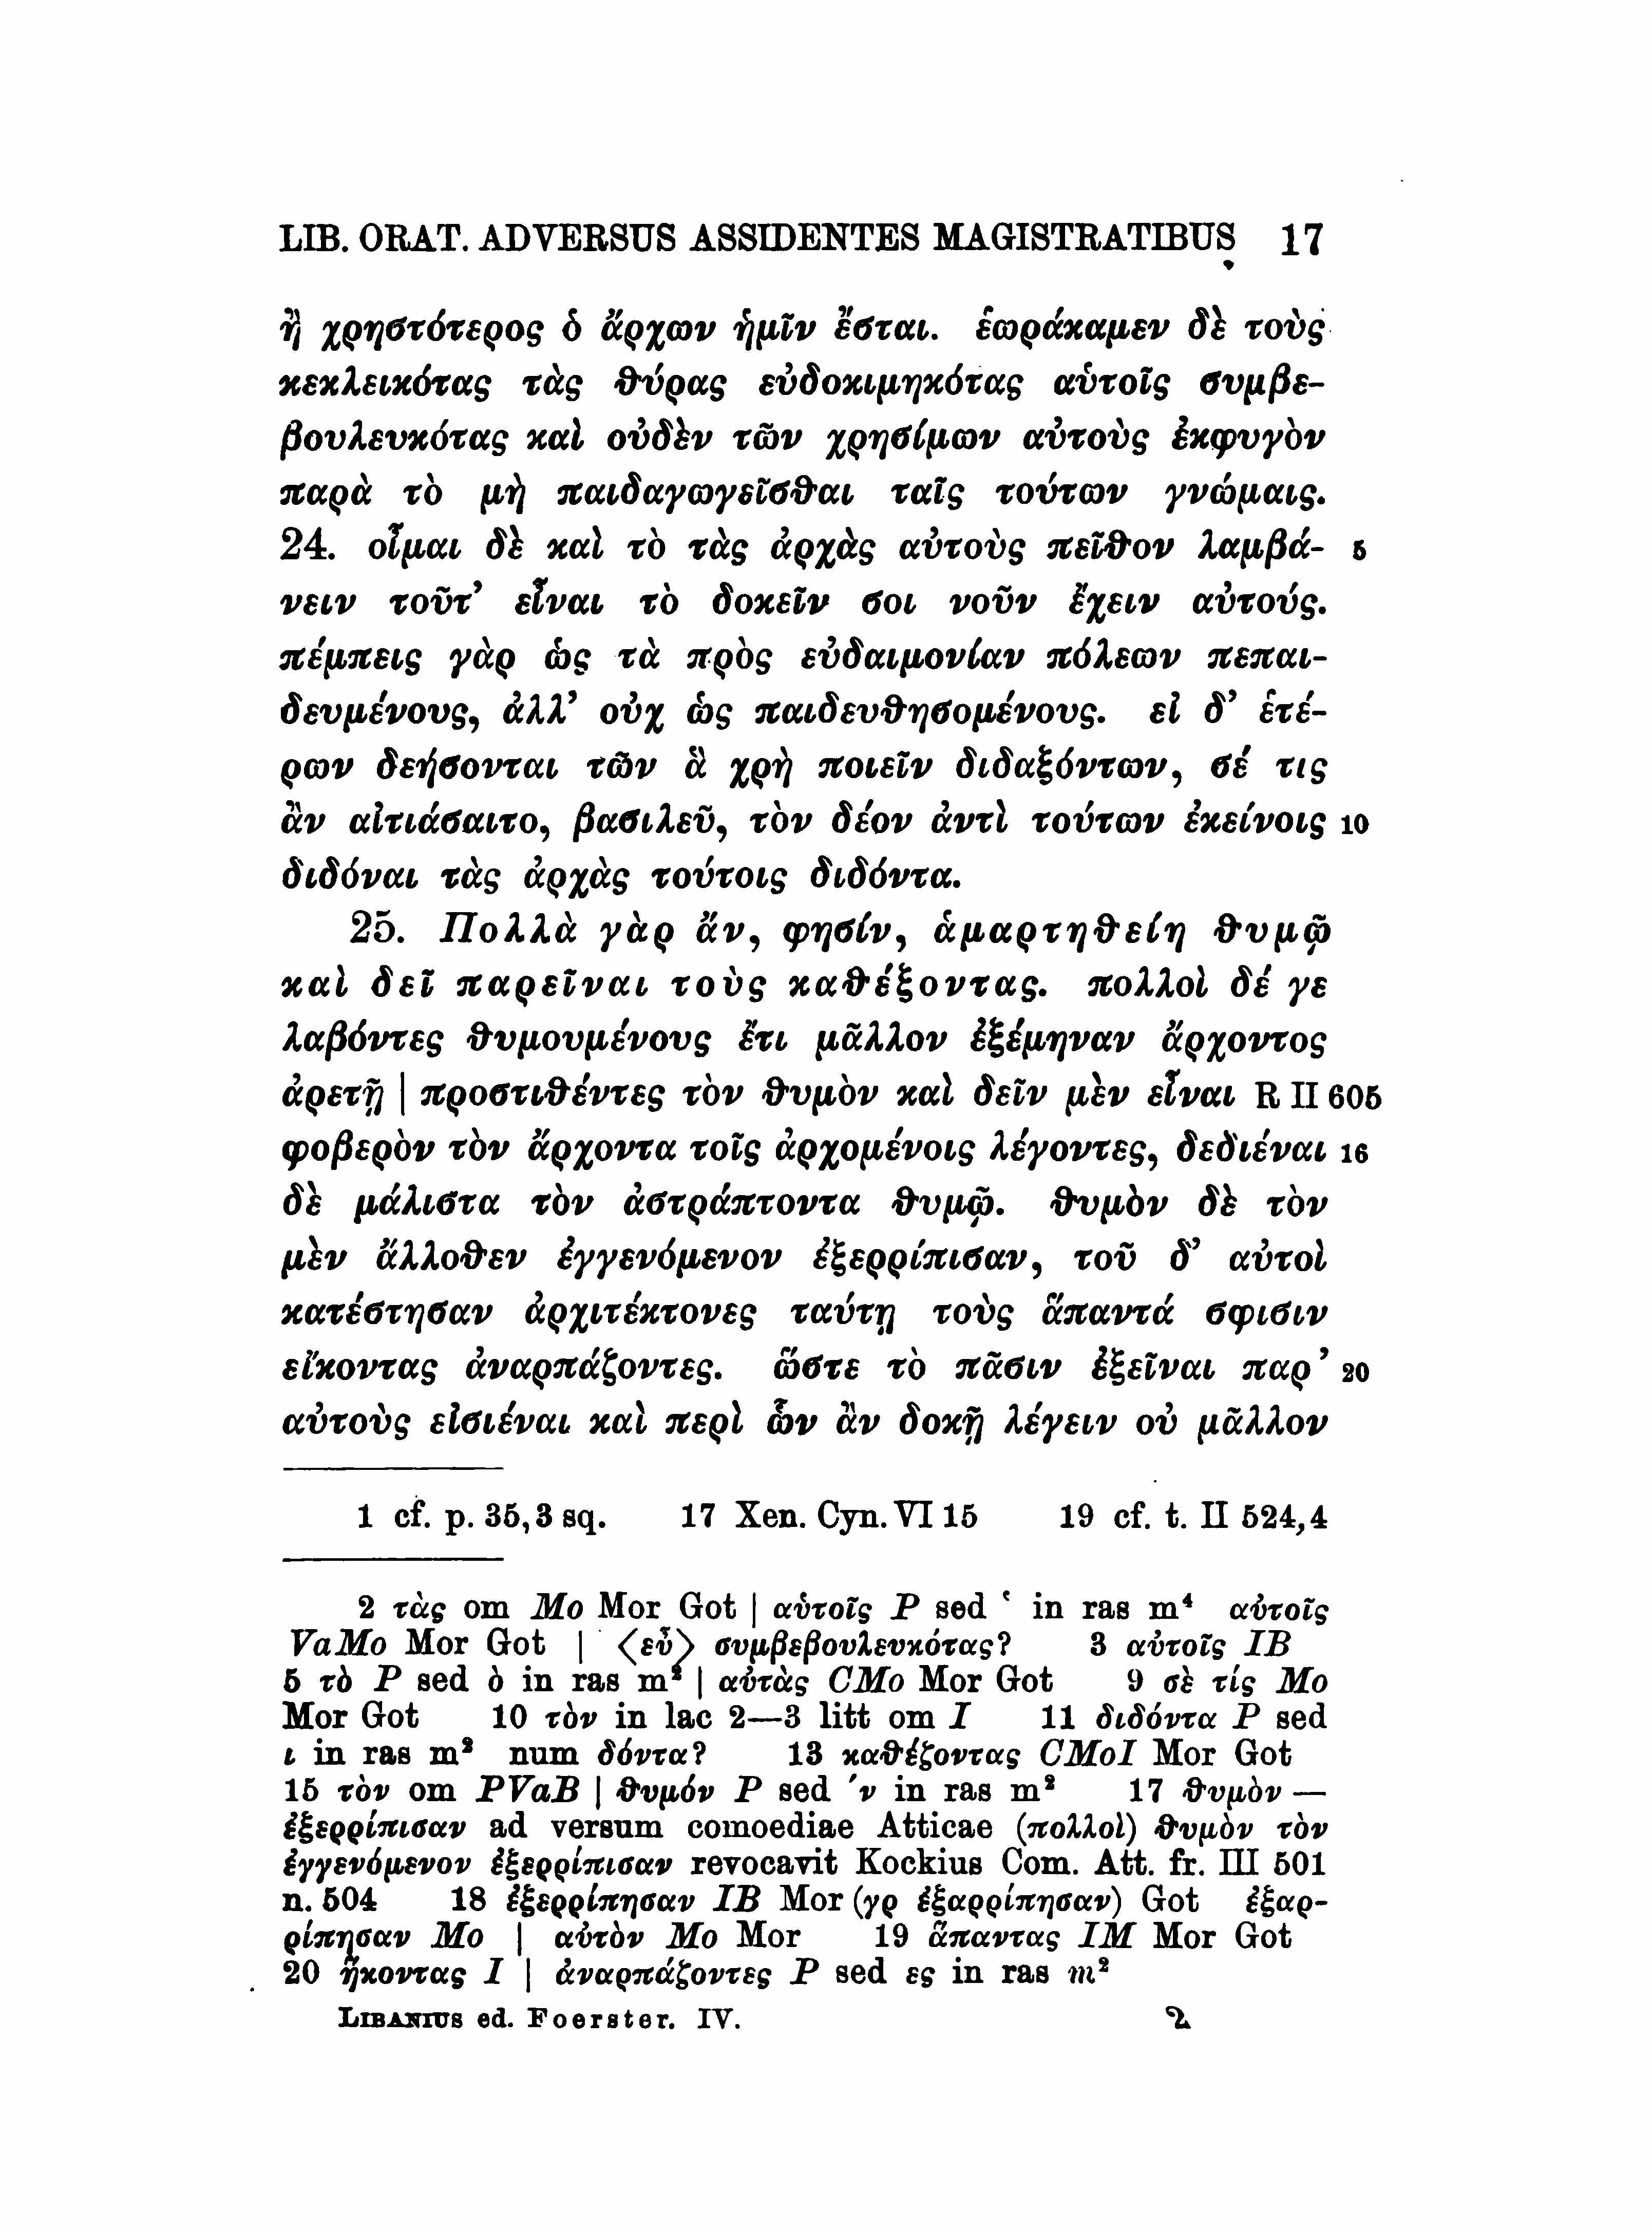 LIB. ORAT. ADVERSUS ASSIDENTES MAGISTRATIBUS 17
ἢ χρηστότερος ὁ ἄρχων ἡμῖν ἔσται. ἑωράκαμεν δὲ τοὺς
κεκλεικότας τὰς θύρας εὐδοκιμηκότας αὑτοῖς συμβε-
βουλευκότας καὶ οὐδὲν τῶν χρησίμων αὐτοὺς ἐκφυγὸν
παρὰ τὸ μὴ παιδαγωγεῖσθαι ταῖς τούτων γνώμαις.
24. οἶμαι δὲ καὶ τὸ τὰς ἀρχὰς αὐτοὺς πεῖθον λαμβά- 5
νειν τοῦτ’ εἶναι τὸ δοκεῖν σοι νοῦν ἔχειν αὐτούς.
πέμπεις γὰρ ὡς τὰ πρὸς εὐδαιμονίαν πόλεων πεπαι-
δευμένους, ἀλλ’ οὐχ ὡς παιδευθησομένους. εἰ δ’ ἑτέ-
ρων δεήσονται τῶν ἃ χρὴ ποιεῖν διδαξόντων, σέ τις
ἂν αἰτιάσαιτο, βασιλεῦ, τὸν δέον ἀντὶ τούτων ἐκείνοις 10
διδόναι τὰς ἀρχὰς τούτοις διδόντα.
25. Πολλὰ γὰρ ἄν, φησίν, ἁμαρτηθείη θυμῷ
καὶ δεῖ παρεῖναι τοὺς καθέξοντας. πολλοὶ δέ γε
λαβόντες θυμουμένους ἔτι μᾶλλον ἐξέμηναν ἄρχοντος
ἀρετῇ | προστιθέντες τὸν θυμὸν καὶ δεῖν μὲν εἶναι R II 605
φοβερὸν τὸν ἄρχοντα τοῖς ἀρχομένοις λέγοντες, δεδιέναι 16
δὲ μάλιστα τὸν ἀστράπτοντα θυμῷ. θυμὸν δὲ τὸν
μὲν ἄλλοθεν ἐγγενόμενον ἐξερρίπισαν, τοῦ δ’ αὐτοὶ
κατέστησαν ἀρχιτέκτονες ταύτῃ τοὺς ἅπαντά σφισιν
εἴκοντας ἀναρπάζοντες. ὥστε τὸ πᾶσιν ἐξεῖναι παρ’ 20
αὐτοὺς εἰσιέναι καὶ περὶ ὧν ἂν δοκῇ λέγειν οὐ μᾶλλον
1 cf. p. 35,3 sq. 17 Xen. Cyn. VI 15 19 cf. t. II 524,4
2 τὰς om Mo Mor Got | αὑτοῖς P sed ῾ in ras m⁴ αὐτοῖς
VaMo Mor Got | ⟨εὖ⟩ συμβεβουλευκότας? 3 αὐτοῖς IB
5 τὸ P sed ὸ in ras m² | αὐτὰς CMo Mor Got 9 σὲ τίς Mo
Mor Got 10 τὸν in lac 2—3 litt om I 11 διδόντα P sed
ι in ras m² num δόντα? 13 καθέζοντας CMoI Mor Got
15 τὸν om PVaB | θυμόν P sed ́ν in ras m² 17 θυμὸν —
ἐξερρίπισαν ad versum comoediae Atticae (πολλοὶ) θυμὸν τὸν
ἐγγενόμενον ἐξερρίπισαν revocavit Kockius Com. Att. fr. III 501
n. 504 18 ἐξερρίπησαν IB Mor (γρ ἐξαρρίπησαν) Got ἐξαρ-
ρίπησαν Mo | αὐτὸν Mo Mor 19 ἅπαντας IM Mor Got
20 ἥκοντας I | ἀναρπάζοντες P sed ες in ras m²
LIBANIUS ed. Foerster. IV. 2